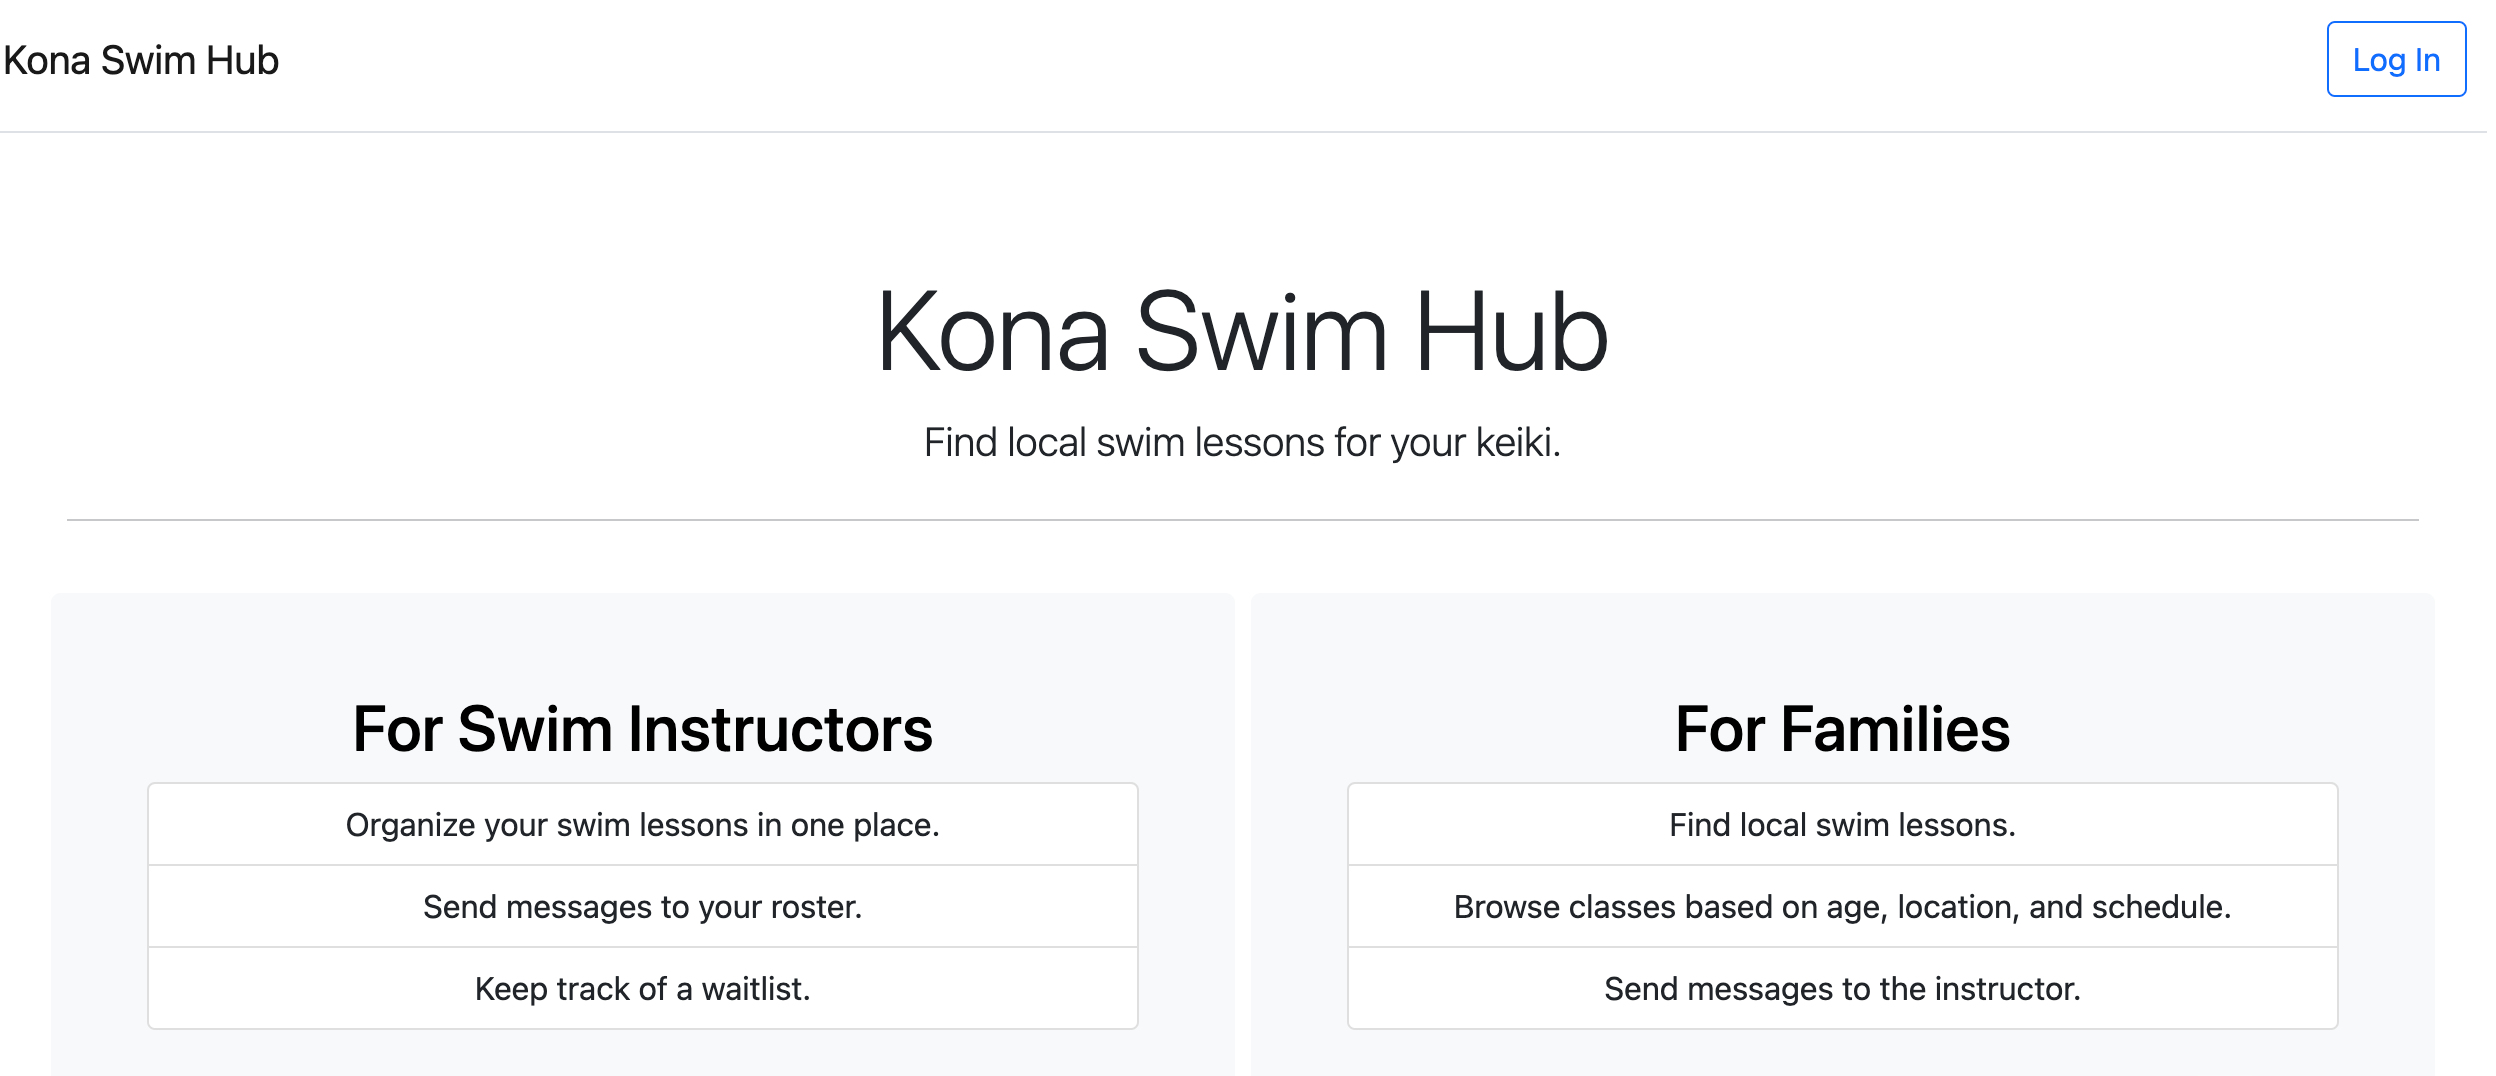 Kona Swim Hub
Log In
Kona Swim Hub
Find local swim lessons for your keiki.
For Swim Instructors
Organize your swim lessons in one place.
Send messages to your roster.
Keep track of a waitlist.
For Families
Find local swim lessons.
Browse classes based on age, location, and schedule.
Send messages to the instructor.